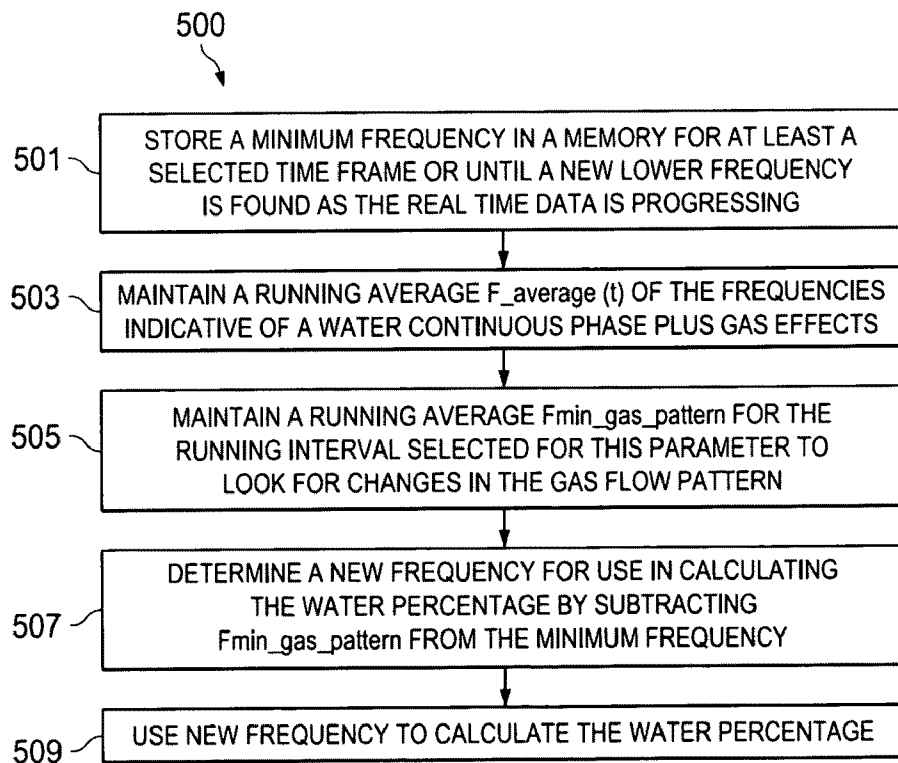 500
501
STORE A MINIMUM FREQUENCY IN A MEMORY FOR AT LEAST A
SELECTED TIME FRAME OR UNTIL A NEW LOWER FREQUENCY
IS FOUND AS THE REAL TIME DATA IS PROGRESSING
503
MAINTAIN A RUNNING AVERAGE F_average (t) OF THE FREQUENCIES
INDICATIVE OF A WATER CONTINUOUS PHASE PLUS GAS EFFECTS
505
MAINTAIN A RUNNING AVERAGE Fmin_gas_pattern FOR THE
RUNNING INTERVAL SELECTED FOR THIS PARAMETER TO
LOOK FOR CHANGES IN THE GAS FLOW PATTERN
507
DETERMINE A NEW FREQUENCY FOR USE IN CALCULATING
THE WATER PERCENTAGE BY SUBTRACTING
Fmin_gas_pattern FROM THE MINIMUM FREQUENCY
509
USE NEW FREQUENCY TO CALCULATE THE WATER PERCENTAGE